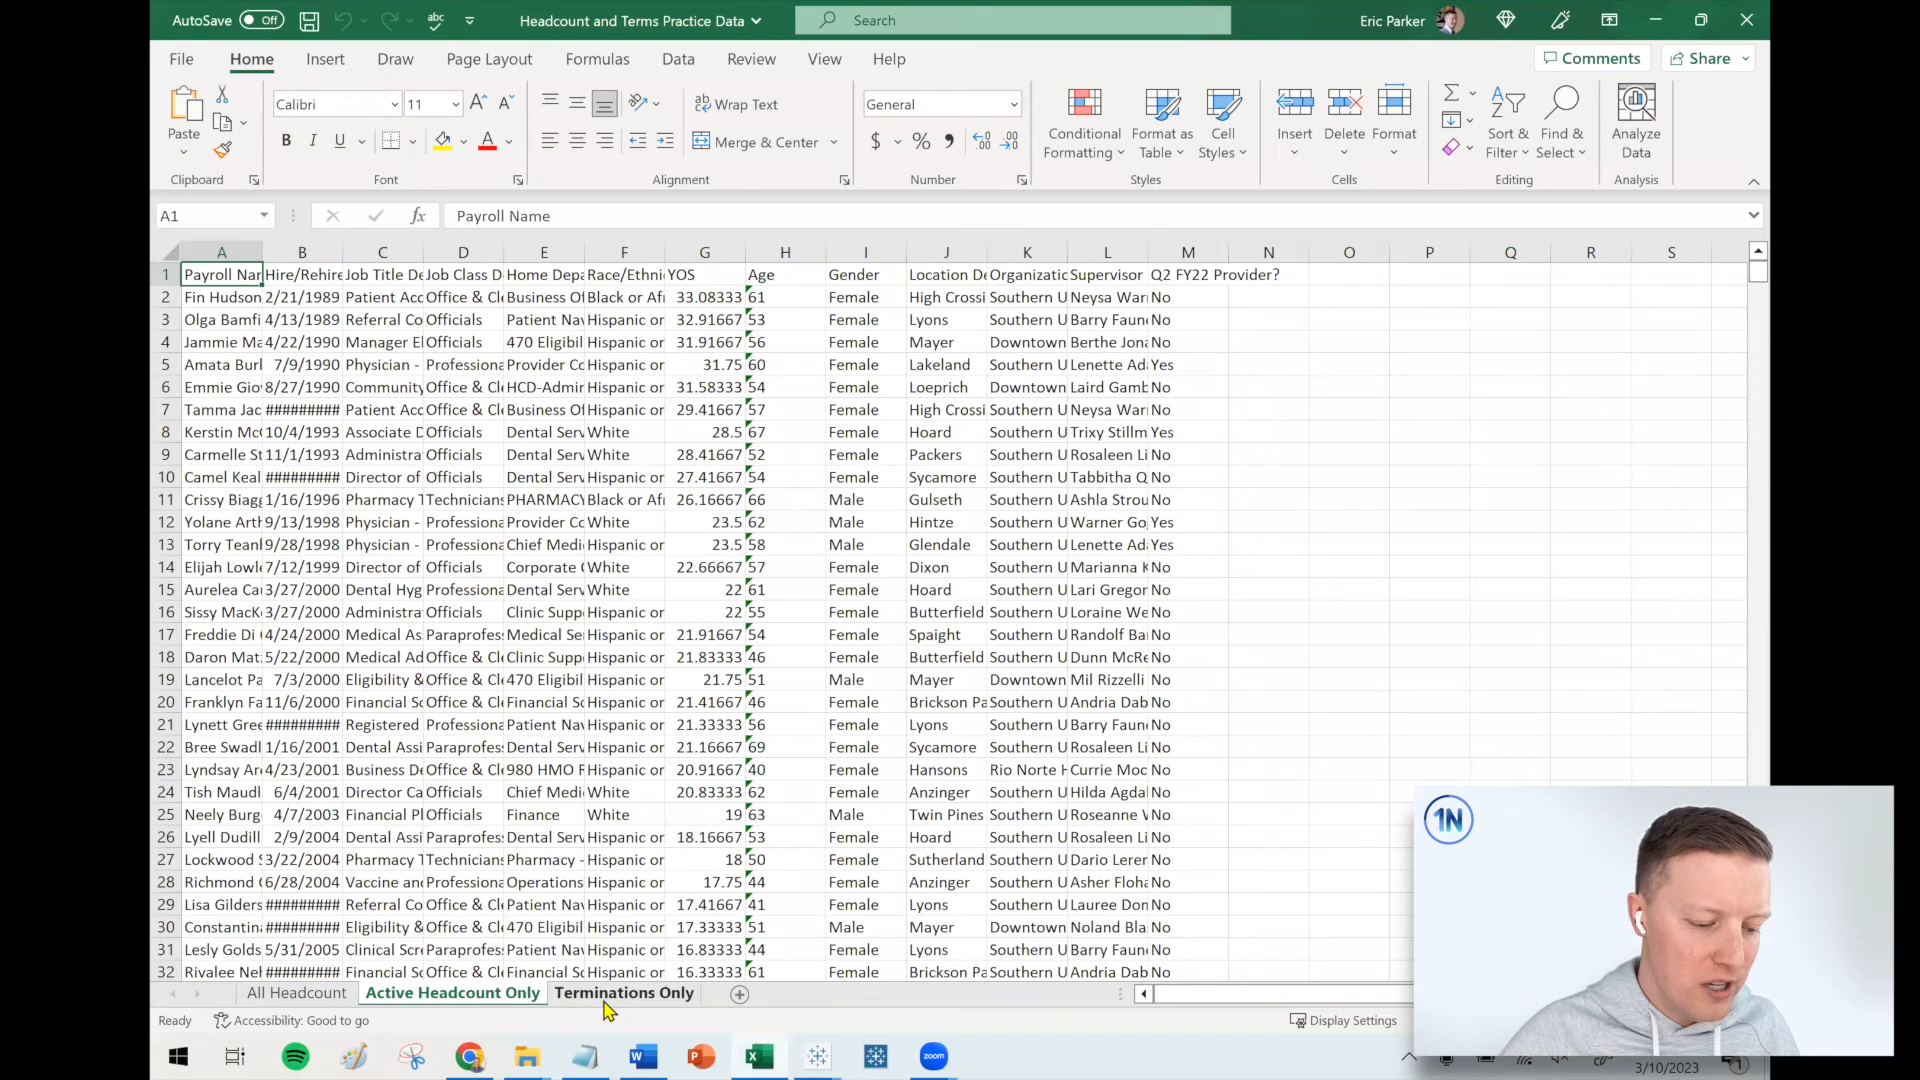 AutoSave Off abc Headcount and Terms Practice Data Search Eric Parker
File Home Insert Draw Page Layout Formulas Data Review View Help Comments Share
Calibri 11 A A ab Wrap Text General
Paste B I U A Merge & Center $ % Conditional Formatting Format as Table Cell Styles Insert Delete Format Sort & Filter Find & Select Analyze Data
Clipboard Font Alignment Number Styles Cells Editing Analysis
A1 fx Payroll Name
A B C D E F G H I J K L M N O P Q R S
1 Payroll Nar Hire/Rehire Job Title De Job Class D Home Depa Race/Ethni YOS Age Gender Location De Organizatic Supervisor Q2 FY22 Provider?
2 Fin Hudson 2/21/1989 Patient Acc Office & Cle Business Of Black or Afr 33.08333 61 Female High Crossi Southern U Neysa War No
3 Olga Bamfi 4/13/1989 Referral Co Officials Patient Nav Hispanic or 32.91667 53 Female Lyons Southern U Barry Faun No
4 Jammie Ma 4/22/1990 Manager El Officials 470 Eligibil Hispanic or 31.91667 56 Female Mayer Downtown Berthe Jona No
5 Amata Burl 7/9/1990 Physician - Professiona Provider Cc Hispanic or 31.75 60 Female Lakeland Southern U Lenette Ad Yes
6 Emmie Gio 8/27/1990 Community Office & Cle HCD-Admir Hispanic or 31.58333 54 Female Loeprich Downtown Laird Gamb No
7 Tamma Jac ######### Patient Acc Office & Cle Business Of Hispanic or 29.41667 57 Female High Crossi Southern U Neysa War No
8 Kerstin McC 10/4/1993 Associate D Officials Dental Serv White 28.5 67 Female Hoard Southern U Trixy Stillm Yes
9 Carmelle St 11/1/1993 Administra Officials Dental Serv White 28.41667 52 Female Packers Southern U Rosaleen Li No
10 Camel Keal ######### Director of Officials Dental Serv Hispanic or 27.41667 54 Female Sycamore Southern U Tabbitha Q No
11 Crissy Biagg 1/16/1996 Pharmacy T Technicians PHARMACY Black or Afr 26.16667 66 Male Gulseth Southern U Ashla Strou No
12 Yolane Arth 9/13/1998 Physician - Professiona Provider Cc White 23.5 62 Male Hintze Southern U Warner Go Yes
13 Torry Teanl 9/28/1998 Physician - Professiona Chief Medi Hispanic or 23.5 58 Male Glendale Southern U Lenette Ad Yes
14 Elijah Lowl 7/12/1999 Director of Officials Corporate White 22.66667 57 Female Dixon Southern U Marianna K No
15 Aurelea Ca 3/27/2000 Dental Hyg Professiona Dental Serv White 22 61 Female Hoard Southern U Lari Gregor No
16 Sissy MacK 3/27/2000 Administra Officials Clinic Supp Hispanic or 22 55 Female Butterfield Southern U Loraine We No
17 Freddie Di 4/24/2000 Medical As Paraprofes Medical Se Hispanic or 21.91667 54 Female Spaight Southern U Randolf Ba No
18 Daron Mat 5/22/2000 Medical Ad Office & Cle Clinic Supp Hispanic or 21.83333 46 Female Butterfield Southern U Dunn McRe No
19 Lancelot Pa 7/3/2000 Eligibility & Office & Cle 470 Eligibil Hispanic or 21.75 51 Male Mayer Downtown Mil Rizzelli No
20 Franklyn Fa 11/6/2000 Financial Sc Office & Cle Financial Sc Hispanic or 21.41667 46 Female Brickson Pa Southern U Andria Dab No
21 Lynett Gree ######### Registered Professiona Patient Nav Hispanic or 21.33333 56 Female Lyons Southern U Barry Faun No
22 Bree Swadl 1/16/2001 Dental Assi Paraprofes Dental Serv Hispanic or 21.16667 69 Female Sycamore Southern U Rosaleen Li No
23 Lyndsay Ar 4/23/2001 Business De Office & Cle 980 HMO R Hispanic or 20.91667 40 Female Hansons Rio Norte H Currie Moc No
24 Tish Maudl 6/4/2001 Director Ca Officials Chief Medi White 20.83333 62 Female Anzinger Southern U Hilda Agdal No
25 Neely Burg 4/7/2003 Financial Pl Officials Finance White 19 63 Male Twin Pines Southern U Roseanne No
26 Lyell Dudill 2/9/2004 Dental Assi Paraprofes Dental Serv Hispanic or 18.16667 53 Female Hoard Southern U Rosaleen Li No
27 Lockwood 3/22/2004 Pharmacy T Technicians Pharmacy - Hispanic or 18 50 Female Sutherland Southern U Dario Lerer No
28 Richmond 6/28/2004 Vaccine and Professiona Operations Hispanic or 17.75 44 Female Anzinger Southern U Asher Floha No
29 Lisa Gilders ######### Referral Co Office & Cle Patient Nav Hispanic or 17.41667 41 Female Lyons Southern U Lauree Don No
30 Constantin ######### Eligibility & Office & Cle 470 Eligibil Hispanic or 17.33333 51 Male Mayer Downtown Noland Bla No
31 Lesly Golds 5/31/2005 Clinical Scr Paraprofes Patient Nav Hispanic or 16.83333 44 Female Lyons Southern U Barry Faun No
32 Rivalee Nel ######### Financial Sc Office & Cle Financial Sc Hispanic or 16.33333 61 Female Brickson Pa Southern U Andria Dab No
All Headcount Active Headcount Only Terminations Only
Ready Accessibility: Good to go Display Settings
zoom
3/10/2023
1N